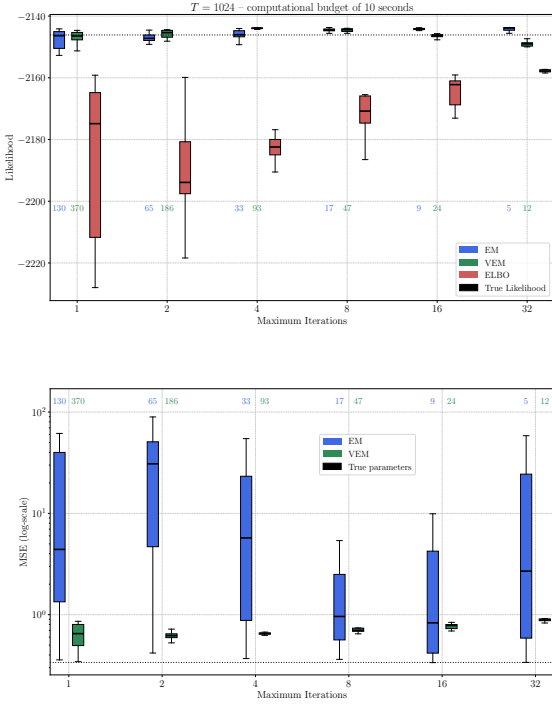 T = 1024 – computational budget of 10 seconds
−2140
−2160
−2180
−2200
−2220
Likelihood
130 370 65 186 33 93 17 47 9 24 5 12
EM
VEM
ELBO
True Likelihood
1 2 4 8 16 32
Maximum Iterations
130 370 65 186 33 93 17 47 9 24 5 12
10²
10¹
10⁰
MSE (log-scale)
EM
VEM
True parameters
1 2 4 8 16 32
Maximum Iterations